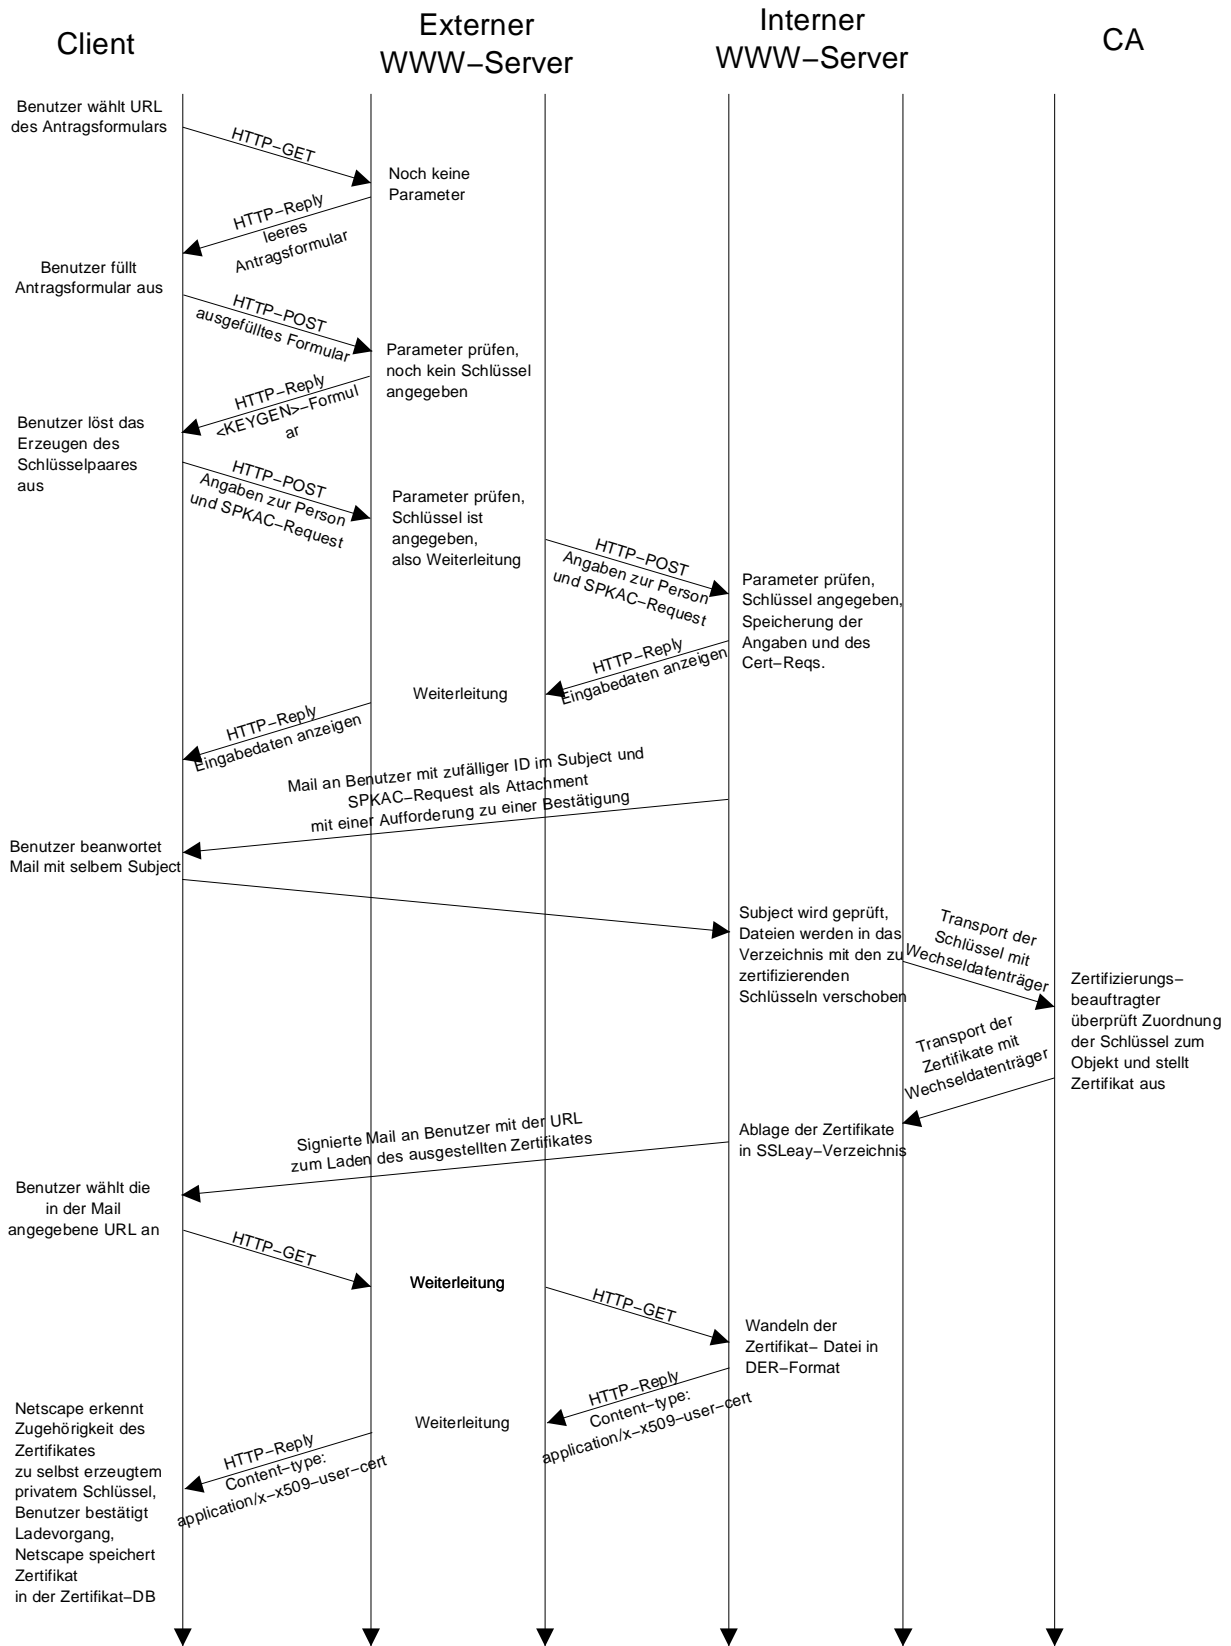 Client
Externer
WWW–Server
Interner
WWW–Server
CA
Benutzer wählt URL
des Antragsformulars
HTTP–GET
Noch keine
Parameter
HTTP–Reply
leeres
Antragsformular
Benutzer füllt
Antragsformular aus
HTTP–POST
ausgefülltes Formular
Parameter prüfen,
noch kein Schlüssel
angegeben
HTTP–Reply
<KEYGEN>–Formul
ar
Benutzer löst das
Erzeugen des
Schlüsselpaares
aus
HTTP–POST
Angaben zur Person
und SPKAC–Request
Parameter prüfen,
Schlüssel ist
angegeben,
also Weiterleitung
HTTP–POST
Angaben zur Person
und SPKAC–Request
Parameter prüfen,
Schlüssel angegeben,
Speicherung der
Angaben und des
Cert–Reqs.
HTTP–Reply
Eingabedaten anzeigen
Weiterleitung
HTTP–Reply
Eingabedaten anzeigen
Mail an Benutzer mit zufälliger ID im Subject und
SPKAC–Request als Attachment
mit einer Aufforderung zu einer Bestätigung
Benutzer beanwortet
Mail mit selbem Subject
Subject wird geprüft,
Dateien werden in das
Verzeichnis mit den zu
zertifizierenden
Schlüsseln verschoben
Transport der
Schlüssel mit
Wechseldatenträger
Zertifizierungs–
beauftragter
überprüft Zuordnung
der Schlüssel zum
Objekt und stellt
Zertifikat aus
Transport der
Zertifikate mit
Wechseldatenträger
Ablage der Zertifikate
in SSLeay–Verzeichnis
Signierte Mail an Benutzer mit der URL
zum Laden des ausgestellten Zertifikates
Benutzer wählt die
in der Mail
angegebene URL an
HTTP–GET
Weiterleitung
HTTP–GET
Wandeln der
Zertifikat– Datei in
DER–Format
HTTP–Reply
Content–type:
application/x–x509–user–cert
Weiterleitung
HTTP–Reply
Content–type:
application/x–x509–user–cert
Netscape erkennt
Zugehörigkeit des
Zertifikates
zu selbst erzeugtem
privatem Schlüssel,
Benutzer bestätigt
Ladevorgang,
Netscape speichert
Zertifikat
in der Zertifikat–DB